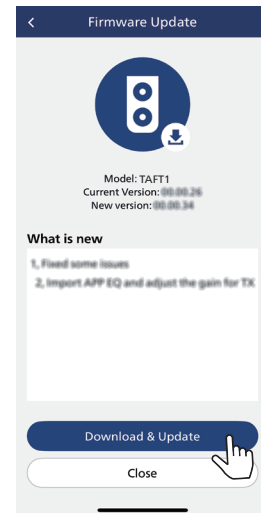 Firmware Update
Model: TAFT1
Current Version: 00.00.26
New version: 00.00.34
What is new
1, Fixed some issues
2, Import APP EQ and adjust the gain for TX
Download & Update
Close